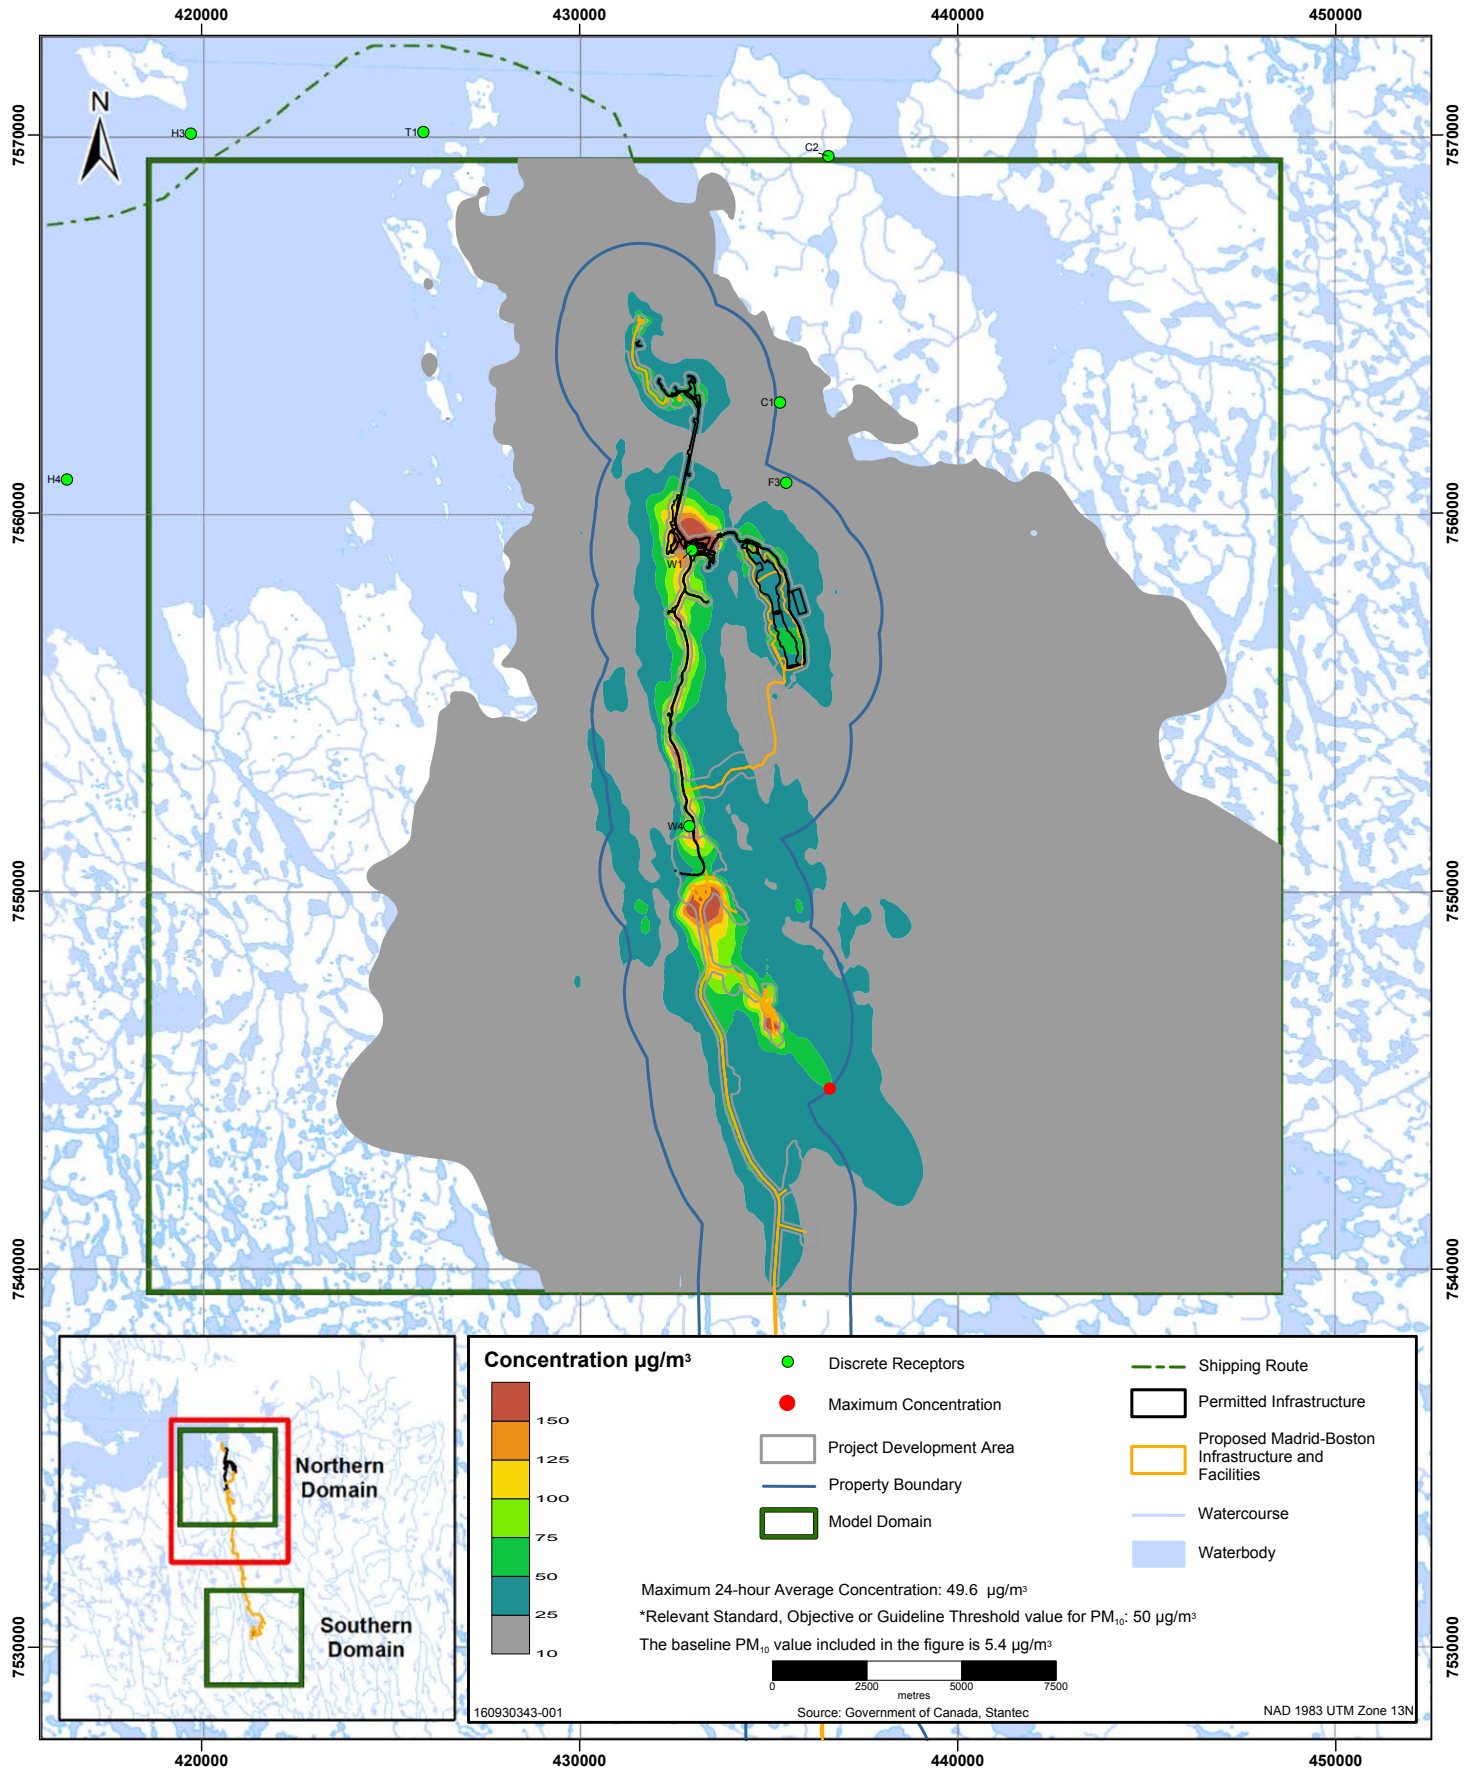 420000
430000
440000
450000
7570000
7560000
7550000
7540000
7530000
7570000
7560000
7550000
7540000
7530000
N
H3
T1
C2
C1
H4
F3
W1
W4
Northern
Domain
Southern
Domain
Concentration µg/m³
150
125
100
75
50
25
10
Discrete Receptors
Maximum Concentration
Project Development Area
Property Boundary
Model Domain
Shipping Route
Permitted Infrastructure
Proposed Madrid-Boston
Infrastructure and
Facilities
Watercourse
Waterbody
Maximum 24-hour Average Concentration: 49.6 µg/m³
*Relevant Standard, Objective or Guideline Threshold value for PM₁₀: 50 µg/m³
The baseline PM₁₀ value included in the figure is 5.4 µg/m³
0 2500 5000 7500
metres
160930343-001
Source: Government of Canada, Stantec
NAD 1983 UTM Zone 13N
420000
430000
440000
450000